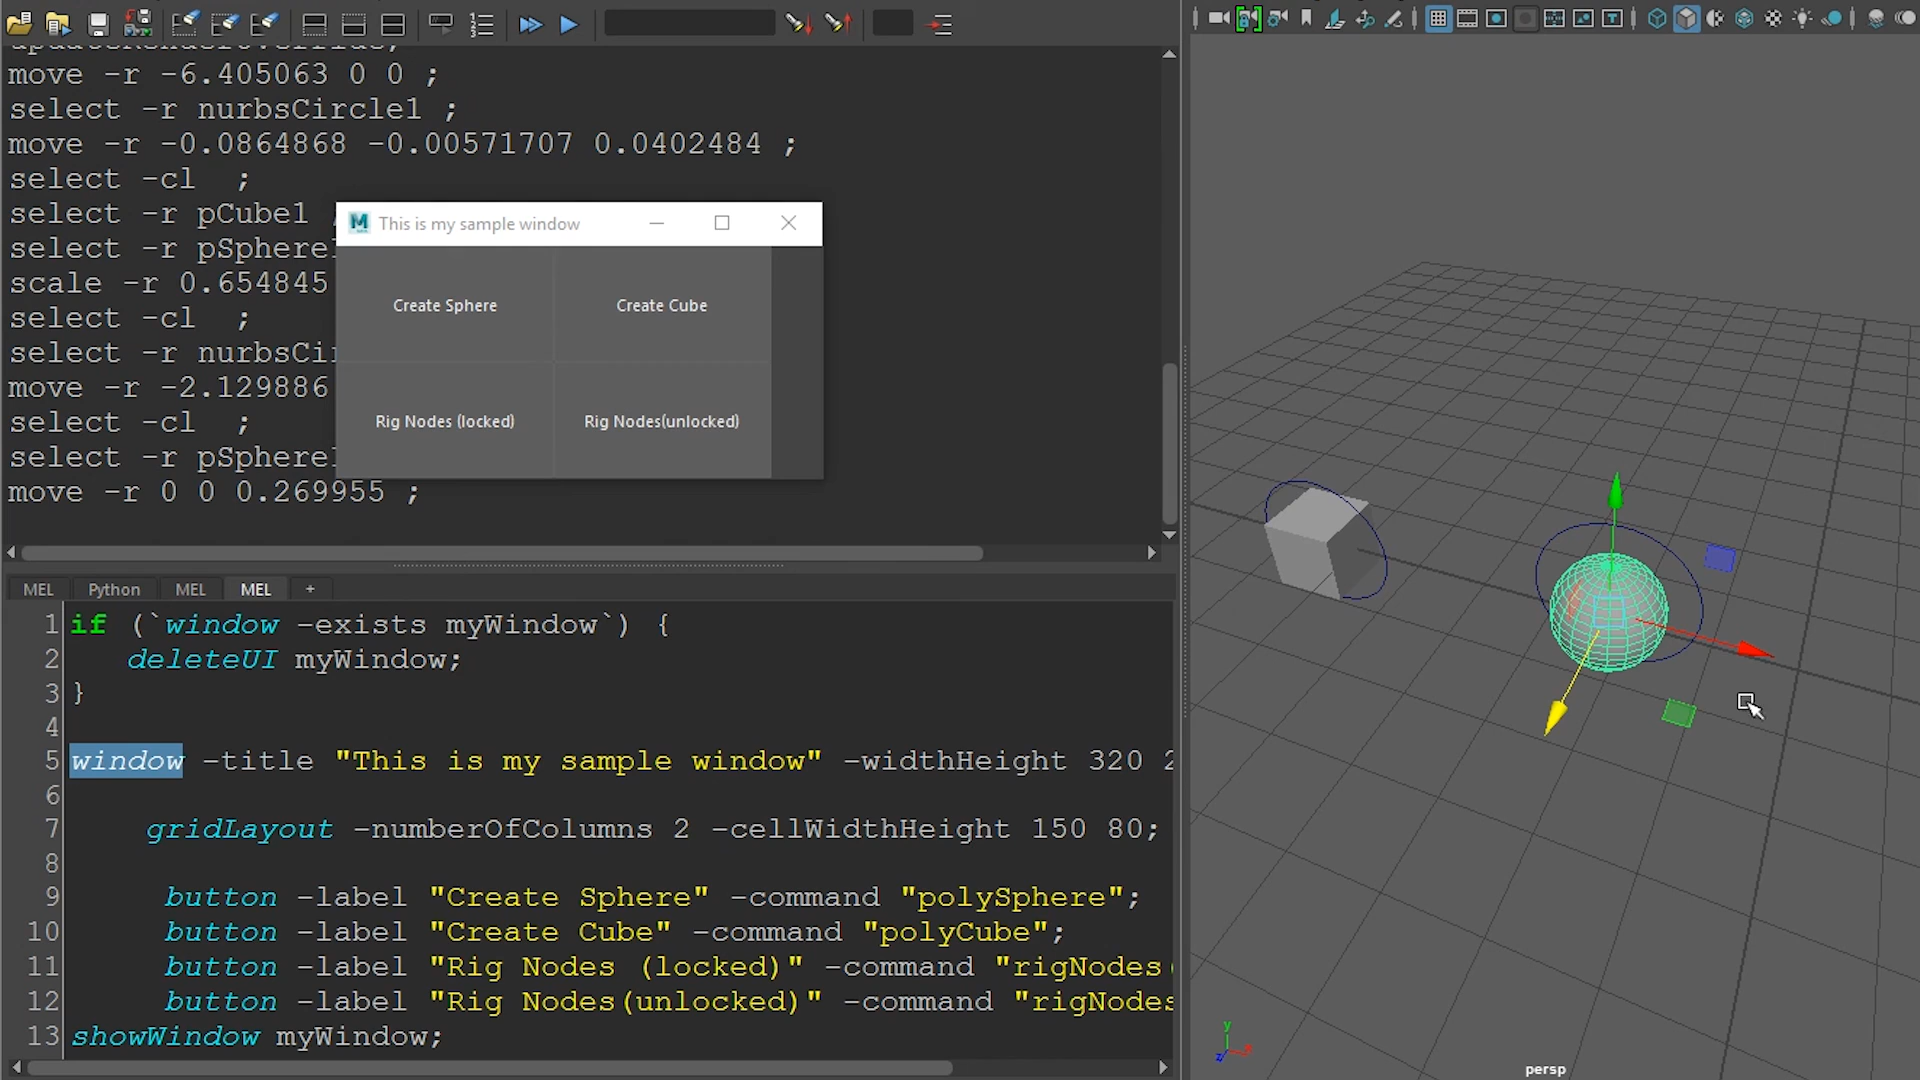 move -r -6.405063 0 0 ;
select -r nurbsCircle1 ;
move -r -0.0864868 -0.00571707 0.0402484 ;
select -cl  ;
select -r pCube1
select -r pSphere
scale -r 0.654845
select -cl  ;
select -r nurbsCir
move -r -2.129886
select -cl  ;
select -r pSphere
move -r 0 0 0.269955 ;
M This is my sample window
Create Sphere Create Cube
Rig Nodes (locked) Rig Nodes(unlocked)
MEL Python MEL MEL +
1 if (`window -exists myWindow`) {
2 deleteUI myWindow;
3 }
4
5 window -title "This is my sample window" -widthHeight 320 2
6
7 gridLayout -numberOfColumns 2 -cellWidthHeight 150 80;
8
9 button -label "Create Sphere" -command "polySphere";
10 button -label "Create Cube" -command "polyCube";
11 button -label "Rig Nodes (locked)" -command "rigNodes(
12 button -label "Rig Nodes(unlocked)" -command "rigNodes
13 showWindow myWindow;
y
z x
persp